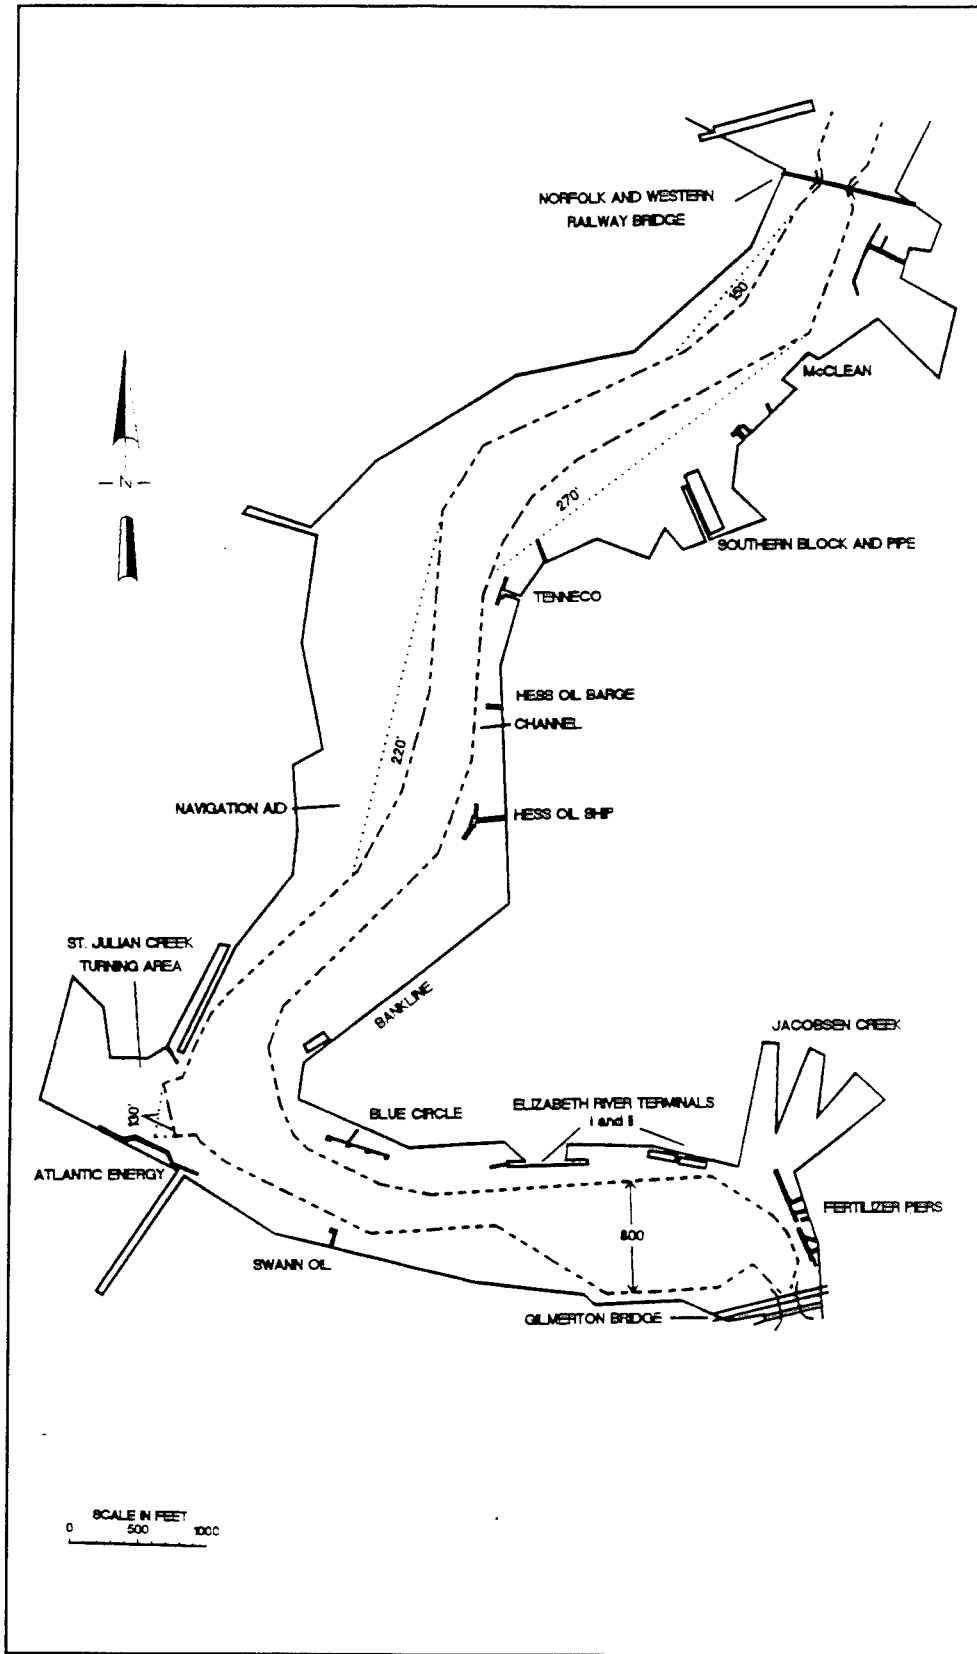 NORFOLK AND WESTERN
RAILWAY BRIDGE
150'
McCLEAN
N
270'
SOUTHERN BLOCK AND PIPE
TENNECO
HESS OIL BARGE
CHANNEL
220'
NAVIGATION AID
HESS OIL SHIP
ST. JULIAN CREEK
TURNING AREA
BANKLINE
JACOBSEN CREEK
130'
BLUE CIRCLE
ELIZABETH RIVER TERMINALS
I and II
ATLANTIC ENERGY
FERTILIZER PIERS
800
SWANN OIL
GILMERTON BRIDGE
SCALE IN FEET
0 500 1000